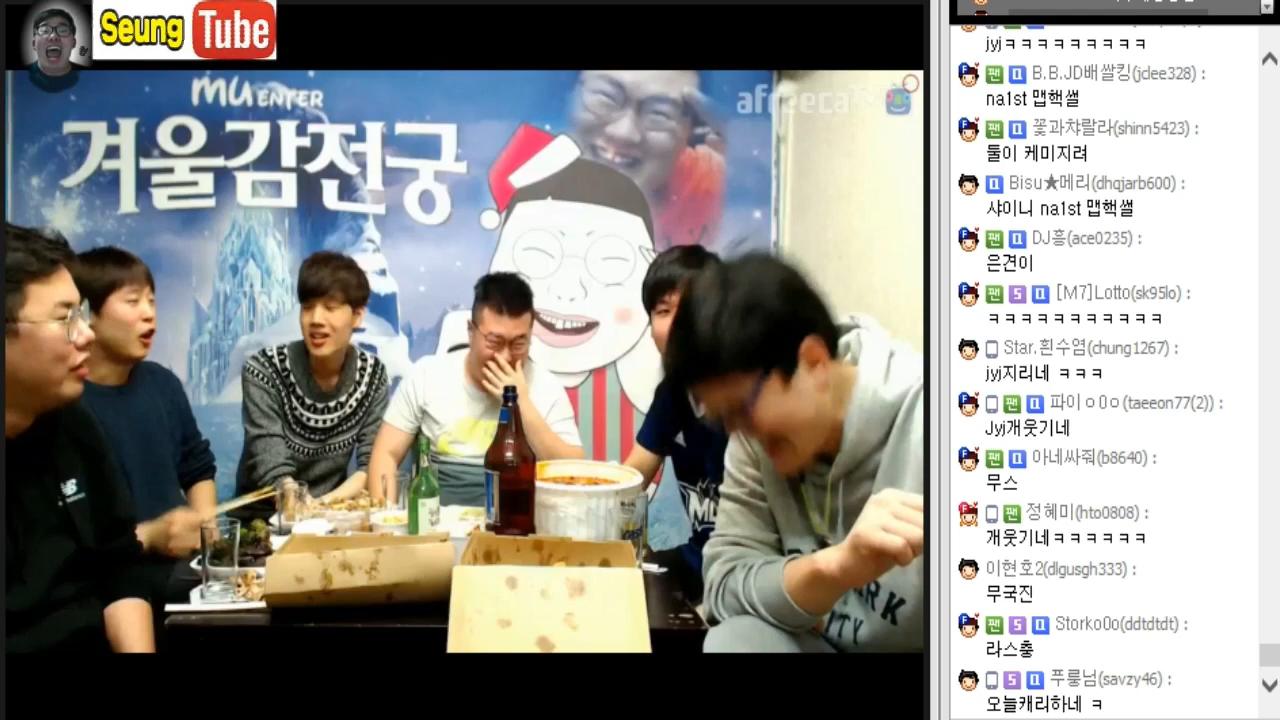 Seung Tube
MU ENTER
afreeca
겨울감전궁
jyjㅋㅋㅋㅋㅋㅋㅋㅋㅋ
B.B.JD배쌀킹(jclee328) :
na1st 맵핵썰
꽃과차랄라(shinn5423) :
둘이 케미지려
Bisu★메리(dhqjarb600) :
샤이니 na1st 맵핵썰
DJ흥(ace0235) :
은견이
[M7]Lotto(sk95lo) :
ㅋㅋㅋㅋㅋㅋㅋㅋㅋㅋㅋ
Star.흰수염(chung1267) :
jyj지리네 ㅋㅋㅋ
파이ㅇ0ㅇ(taeeon77(2)) :
Jyj개웃기네
아네싸줘(b8640) :
무스
정혜미(hto0808) :
개웃기네ㅋㅋㅋㅋㅋㅋ
이현호2(dlgusgh333) :
무국진
Storko0o(ddtdtdt) :
라스춯
푸룽님(savzy46) :
오늘캐리하네 ㅋ